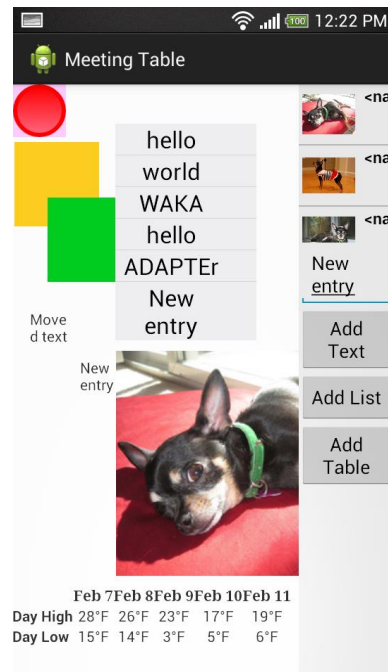 100 12:22 PM
Meeting Table
hello
world
WAKA
hello
ADAPTEr
New
entry
Move
d text
New
entry
<na
<na
<na
New
entry
Add
Text
Add List
Add
Table
Feb 7Feb 8Feb 9Feb 10Feb 11
Day High 28°F 26°F 23°F 17°F 19°F
Day Low 15°F 14°F 3°F 5°F 6°F